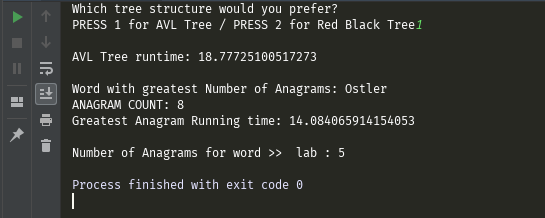 Which tree structure would you prefer?
PRESS 1 for AVL Tree / PRESS 2 for Red Black Tree1
AVL Tree runtime: 18.77725100517273
Word with greatest Number of Anagrams: Ostler
ANAGRAM COUNT: 8
Greatest Anagram Running time: 14.084065914154053
Number of Anagrams for word >>  lab : 5
Process finished with exit code 0